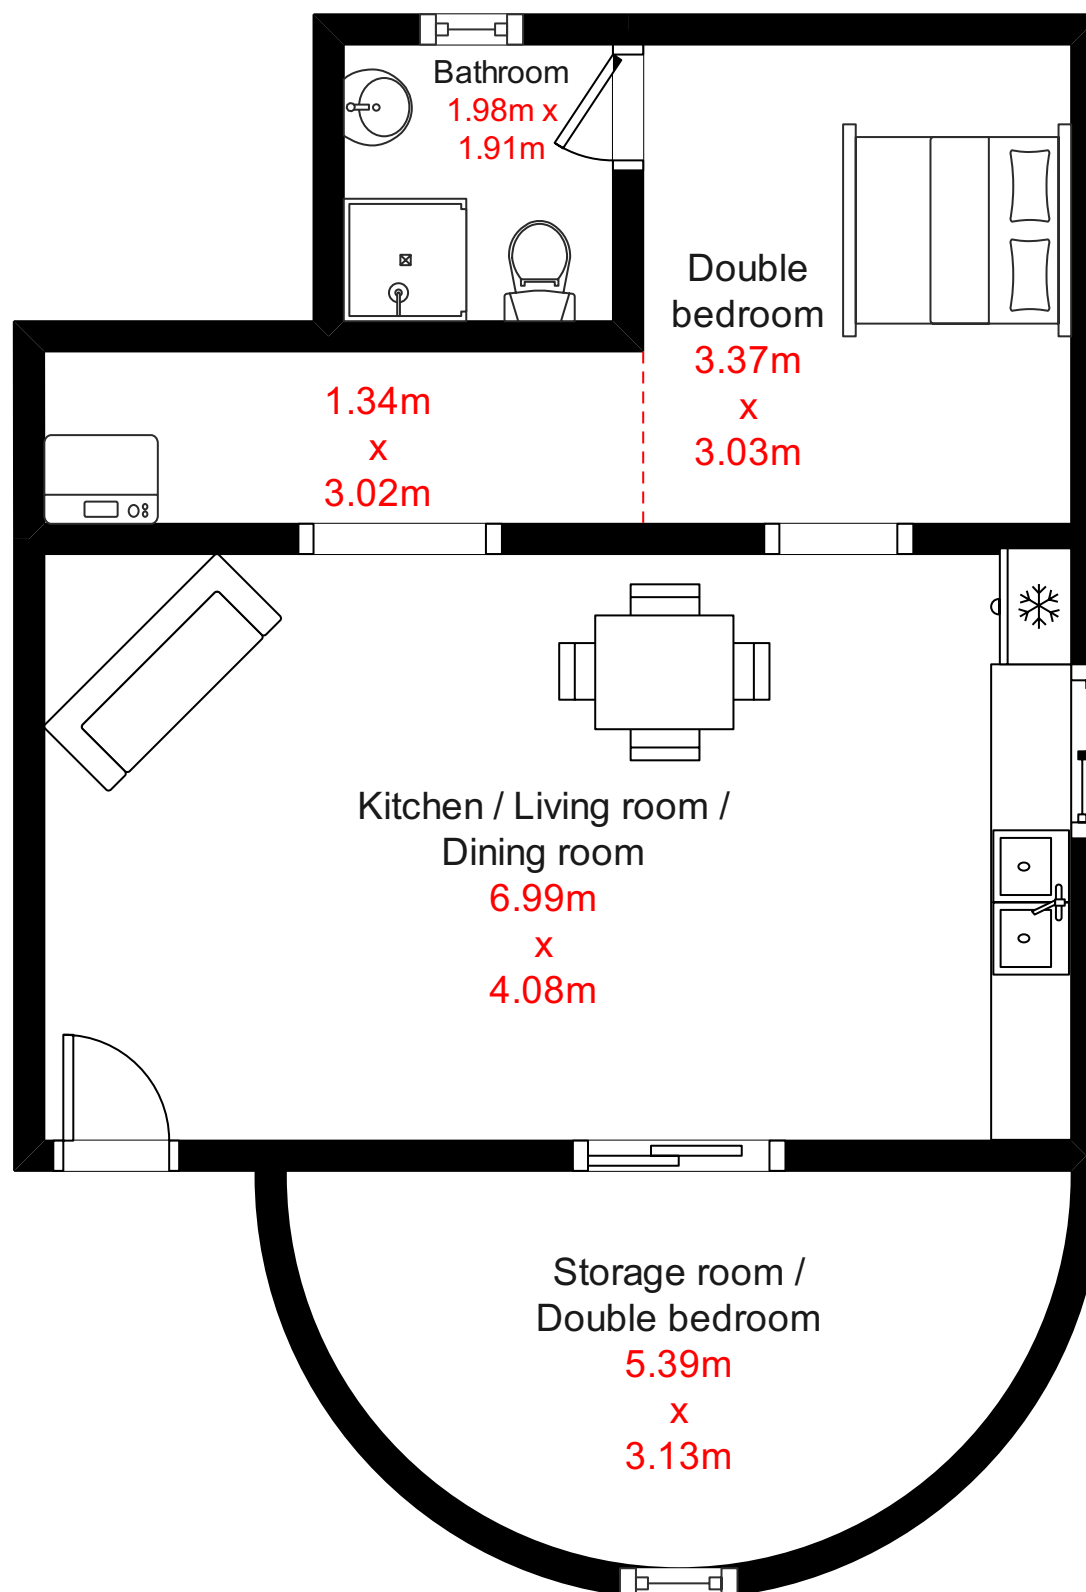 Bathroom
1.98m x
1.91m
Double
bedroom
3.37m
x
3.03m
1.34m
x
3.02m
Kitchen / Living room /
Dining room
6.99m
x
4.08m
Storage room /
Double bedroom
5.39m
x
3.13m